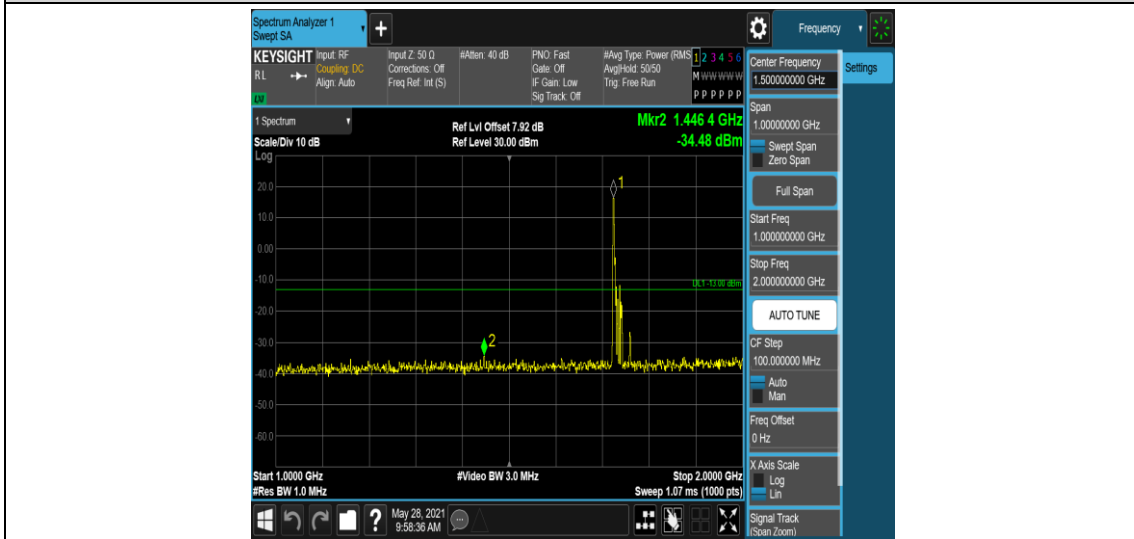 Spectrum Analyzer 1
Swept SA
Frequency
KEYSIGHT
RL
LXI
Input: RF
Coupling: DC
Align: Auto
Input Z: 50 Ω
Corrections: Off
Freq Ref: Int (S)
#Atten: 40 dB
PNO: Fast
Gate: Off
IF Gain: Low
Sig Track: Off
#Avg Type: Power (RMS
Avg|Hold: 50/50
Trig: Free Run
1 2 3 4 5 6
M W W W W W
P P P P P P
1 Spectrum
Scale/Div 10 dB
Log
Ref Lvl Offset 7.92 dB
Ref Level 30.00 dBm
Mkr2 1.446 4 GHz
-34.48 dBm
20.0
10.0
0.00
-10.0
-20.0
-30.0
-40.0
-50.0
-60.0
1
DL1 -13.00 dBm
2
Start 1.0000 GHz
#Res BW 1.0 MHz
#Video BW 3.0 MHz
Stop 2.0000 GHz
Sweep 1.07 ms (1000 pts)
May 28, 2021
9:58:36 AM
Center Frequency
1.500000000 GHz
Span
1.00000000 GHz
Swept Span
Zero Span
Full Span
Start Freq
1.000000000 GHz
Stop Freq
2.000000000 GHz
AUTO TUNE
CF Step
100.000000 MHz
Auto
Man
Freq Offset
0 Hz
X Axis Scale
Log
Lin
Signal Track
(Span Zoom)
Settings